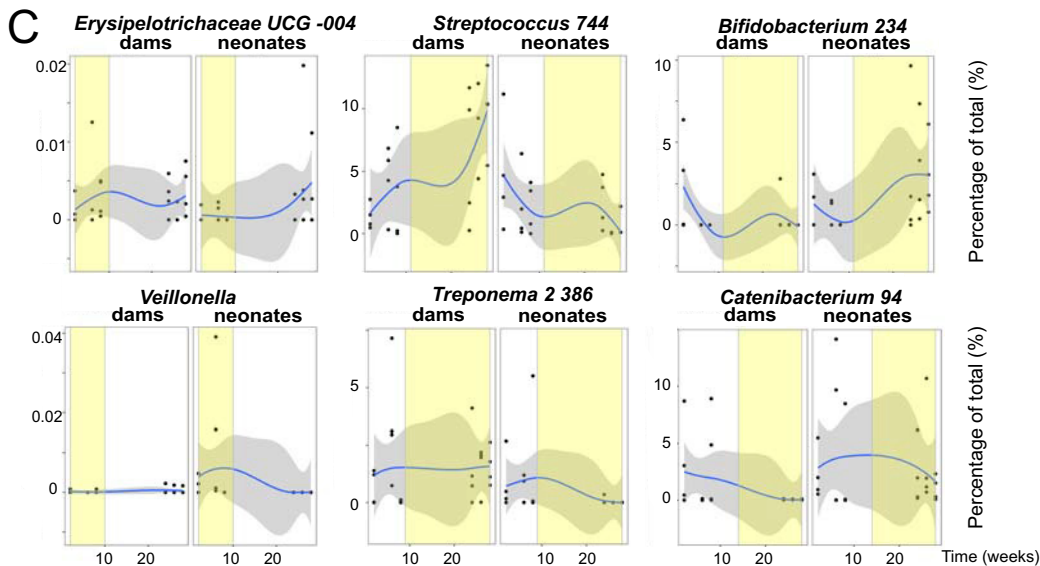 C
Erysipelotrichaceae UCG -004
dams neonates
0.02
0.01
0
Streptococcus 744
dams neonates
10
5
0
Bifidobacterium 234
dams neonates
10
5
0
Percentage of total (%)
Veillonella
dams neonates
0.04
0.02
0
10 20 10 20
Treponema 2 386
dams neonates
5
0
10 20 10 20
Catenibacterium 94
dams neonates
10
5
0
10 20 10 20
Percentage of total (%)
Time (weeks)